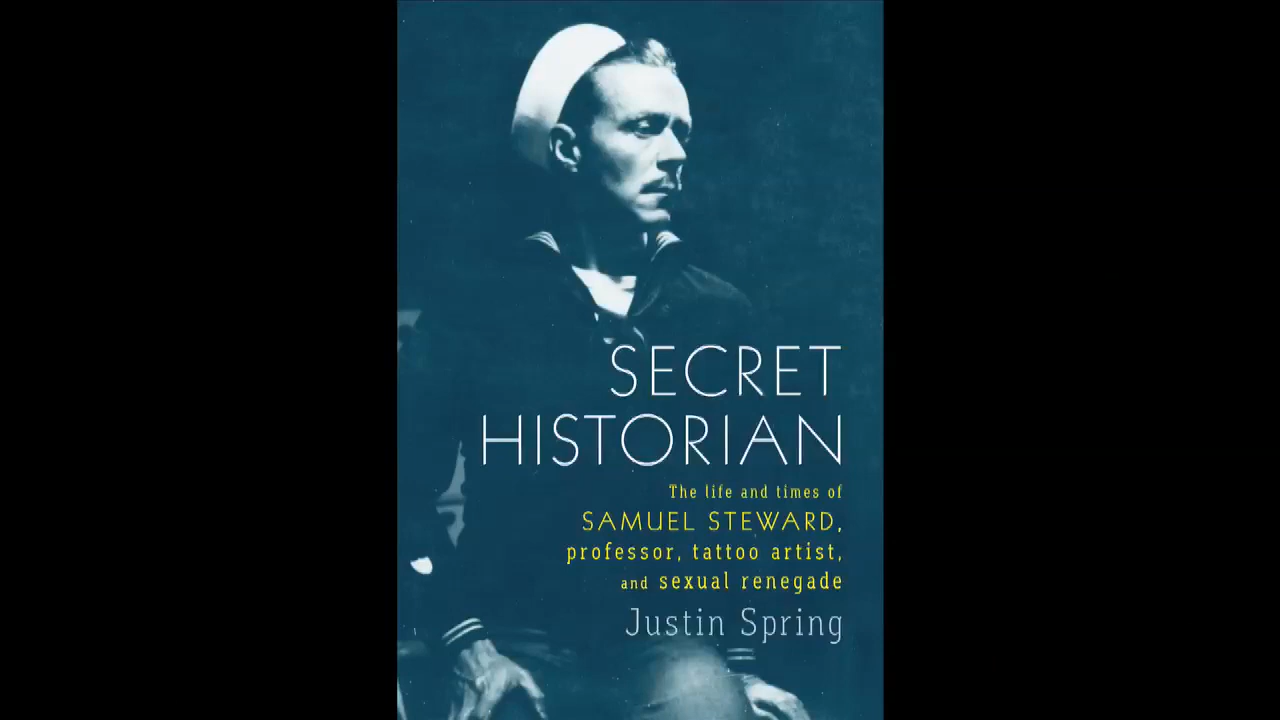 SECRET
HISTORIAN
The life and times of
SAMUEL STEWARD,
professor, tattoo artist,
and sexual renegade
Justin Spring